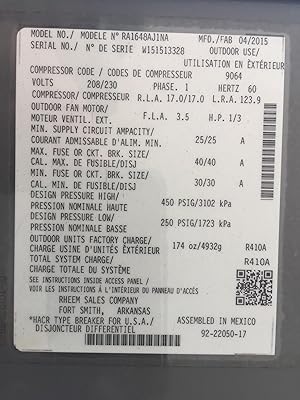 MODEL NO./ MODÈLE N° RA1648AJ1NA MFD./FAB 04/2015
SERIAL NO./ N° DE SERIE W151513328 OUTDOOR USE/
UTILISATION EN ÈXTÉRIEUR
COMPRESSOR CODE / CODES DE COMPRESSEUR 9064
VOLTS 208/230 PHASE. 1 HERTZ 60
COMPRESSOR/ COMPRESSEUR R.L.A. 17.0/17.0 L.R.A. 123.9
OUTDOOR FAN MOTOR/
MOTEUR VENTIL. EXT. F.L.A. 3.5 H.P. 1/3
MIN. SUPPLY CIRCUIT AMPACITY/
COURANT ADMISSABLE D'ALIM. MIN. 25/25 A
MAX. FUSE OR CKT. BRK. SIZE/
CAL. MAX. DE FUSIBLE/DISJ 40/40 A
MIN. FUSE OR CKT. BRK. SIZE/
CAL. MIN. DE FUSIBLE/DISJ 30/30 A
DESIGN PRESSURE HIGH/
PRESSION NOMINALE HAUTE 450 PSIG/3102 kPa
DESIGN PRESSURE LOW/
PRESSION NOMINALE BASSE 250 PSIG/1723 kPa
OUTDOOR UNITS FACTORY CHARGE/
CHARGE USINE D'UNITÉS ÈXTÉRIEUR 174 oz/4932g R410A
TOTAL SYSTEM CHARGE/
CHARGE TOTALE DU SYSTÈME R410A
SEE INSTRUCTIONS INSIDE ACCESS PANEL /
VOIR LES INSTRUCTIONS À L'INTÉRIEUR DU PANNEAU D'ACCÈS
RHEEM SALES COMPANY
FORT SMITH, ARKANSAS
*HACR TYPE BREAKER FOR U.S.A./ ASSEMBLED IN MEXICO
DISJONCTEUR DIFFERENTIEL 92-22050-17